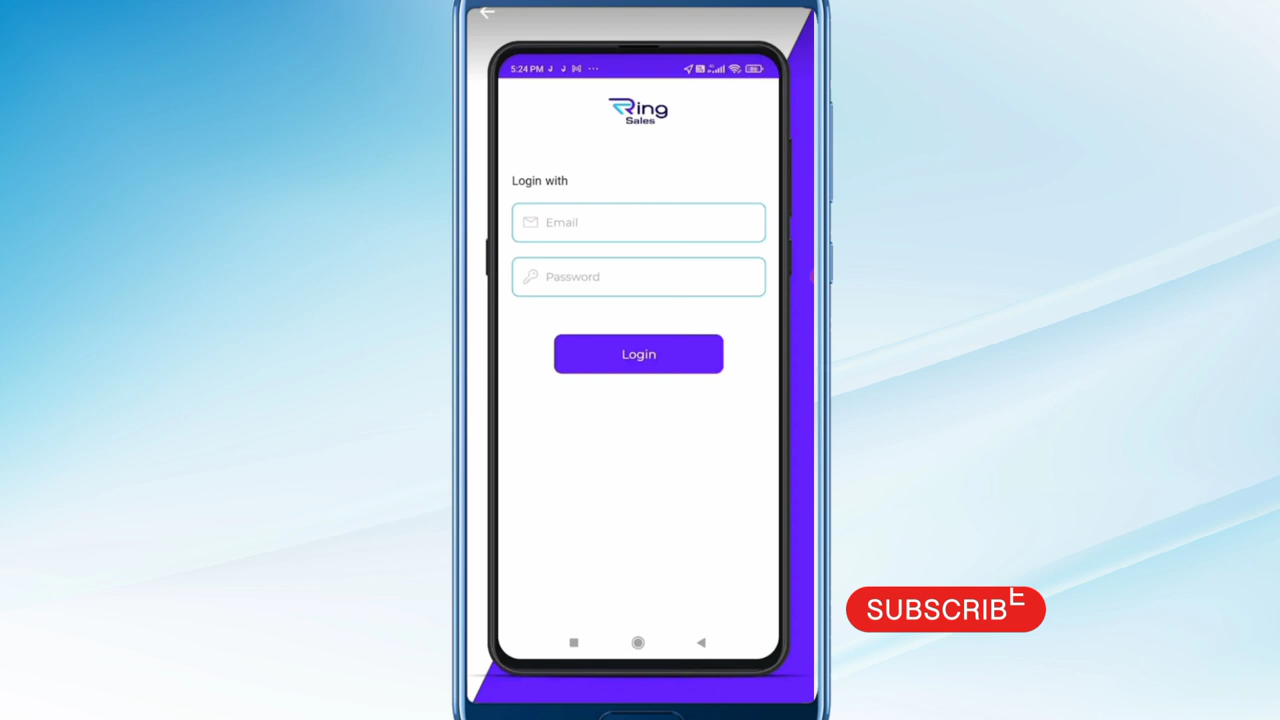 5:24 PM
Ring
Sales
Login with
Email
Password
Login
SUBSCRIBE